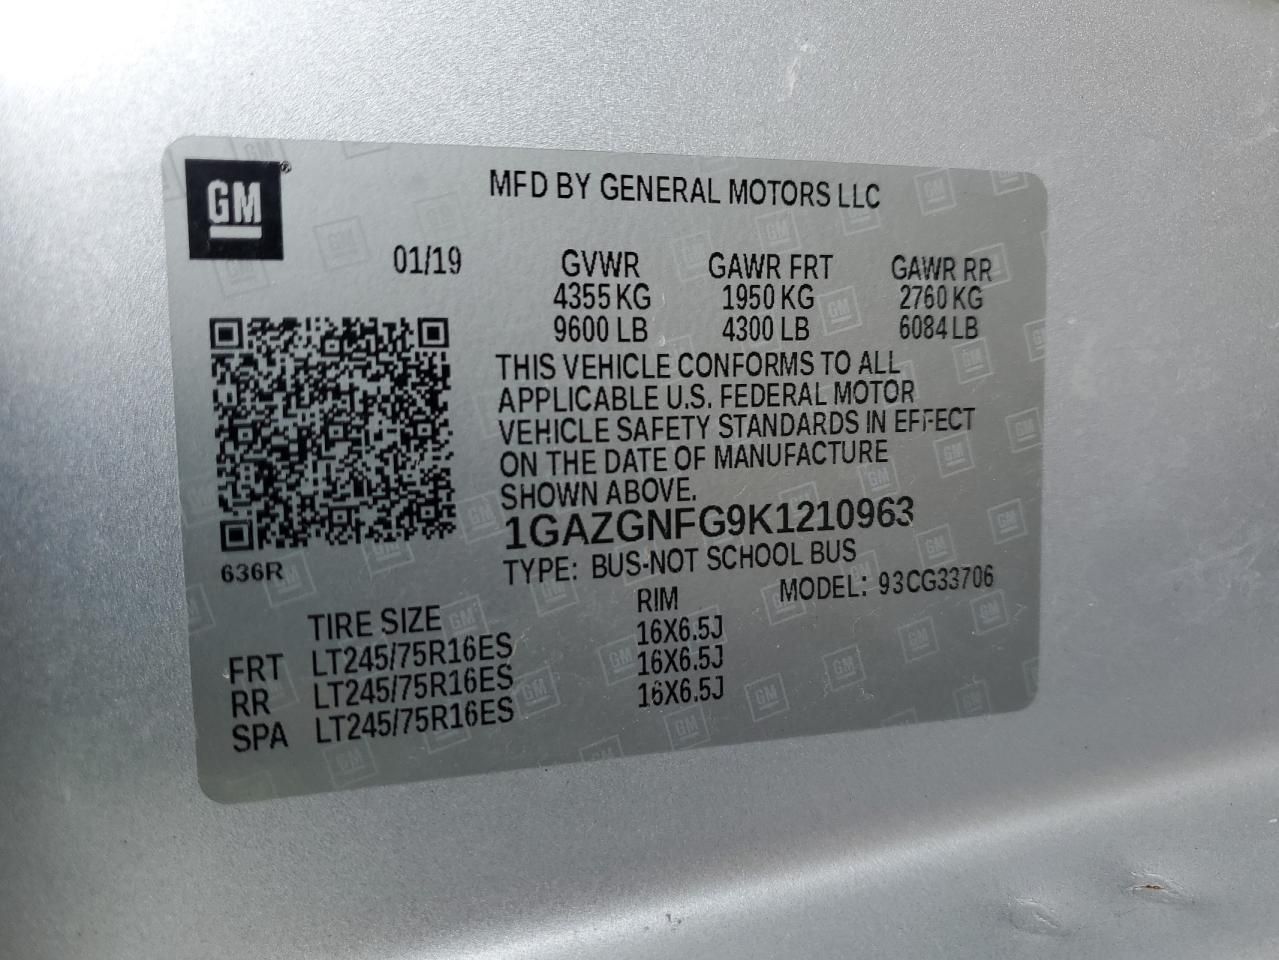 GM®
MFD BY GENERAL MOTORS LLC
01/19
GVWR GAWR FRT GAWR RR
4355 KG 1950 KG 2760 KG
9600 LB 4300 LB 6084 LB
THIS VEHICLE CONFORMS TO ALL
APPLICABLE U.S. FEDERAL MOTOR
VEHICLE SAFETY STANDARDS IN EFFECT
ON THE DATE OF MANUFACTURE
SHOWN ABOVE.
1GAZGNFG9K1210963
TYPE: BUS-NOT SCHOOL BUS
636R
MODEL: 93CG33706
TIRE SIZE RIM
FRT LT245/75R16ES 16X6.5J
RR LT245/75R16ES 16X6.5J
SPA LT245/75R16ES 16X6.5J